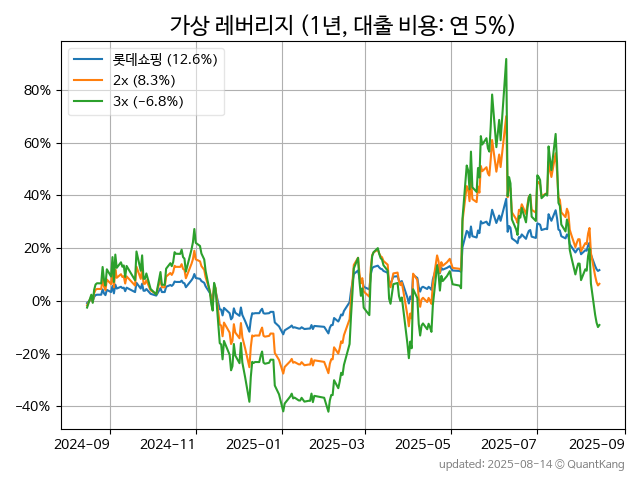 가상 레버리지 (1년, 대출 비용: 연 5%)
롯데쇼핑 (12.6%)
2x (8.3%)
3x (−6.8%)
80%
60%
40%
20%
0%
−20%
−40%
2024-09
2024-11
2025-01
2025-03
2025-05
2025-07
2025-09
updated: 2025-08-14 © QuantKang